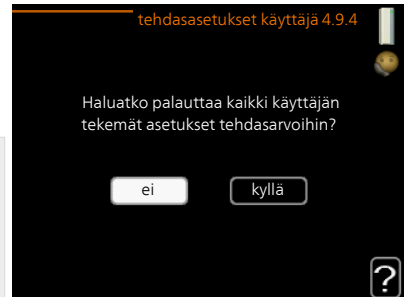 tehdasasetukset käyttäjä 4.9.4
Haluatko palauttaa kaikki käyttäjän
tekemät asetukset tehdasarvoihin?
ei
kyllä
?